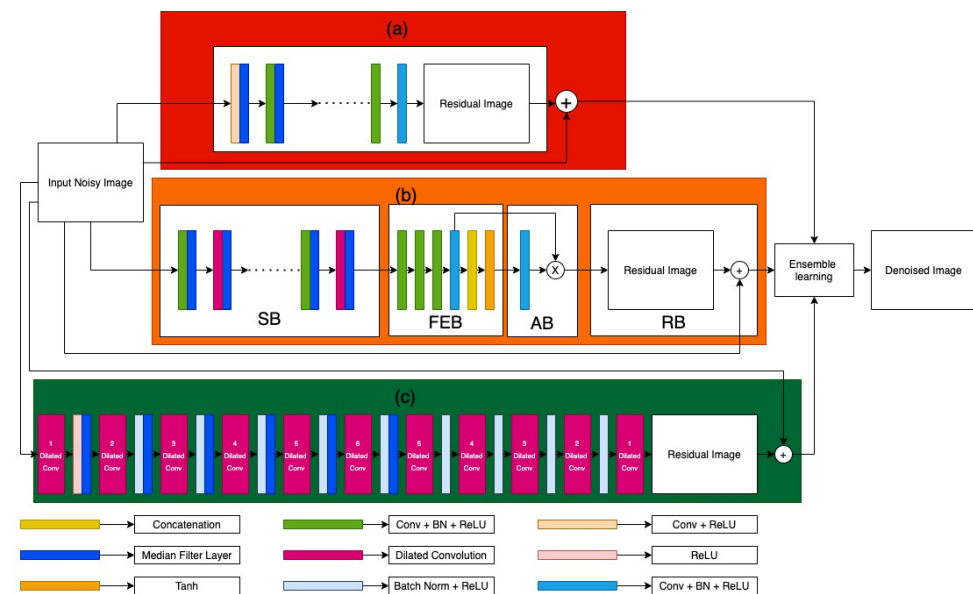 (a)
Residual Image
+
Input Noisy Image
(b)
Residual Image
X
+
SB
FEB
AB
RB
Ensemble
learning
Denoised Image
(c)
1
Dilated
Conv
2
Dilated
Conv
3
Dilated
Conv
4
Dilated
Conv
5
Dilated
Conv
6
Dilated
Conv
5
Dilated
Conv
4
Dilated
Conv
3
Dilated
Conv
2
Dilated
Conv
1
Dilated
Conv
Residual Image
+
Concatenation
Conv + BN + ReLU
Conv + ReLU
Median Filter Layer
Dilated Convolution
ReLU
Tanh
Batch Norm + ReLU
Conv + BN + ReLU